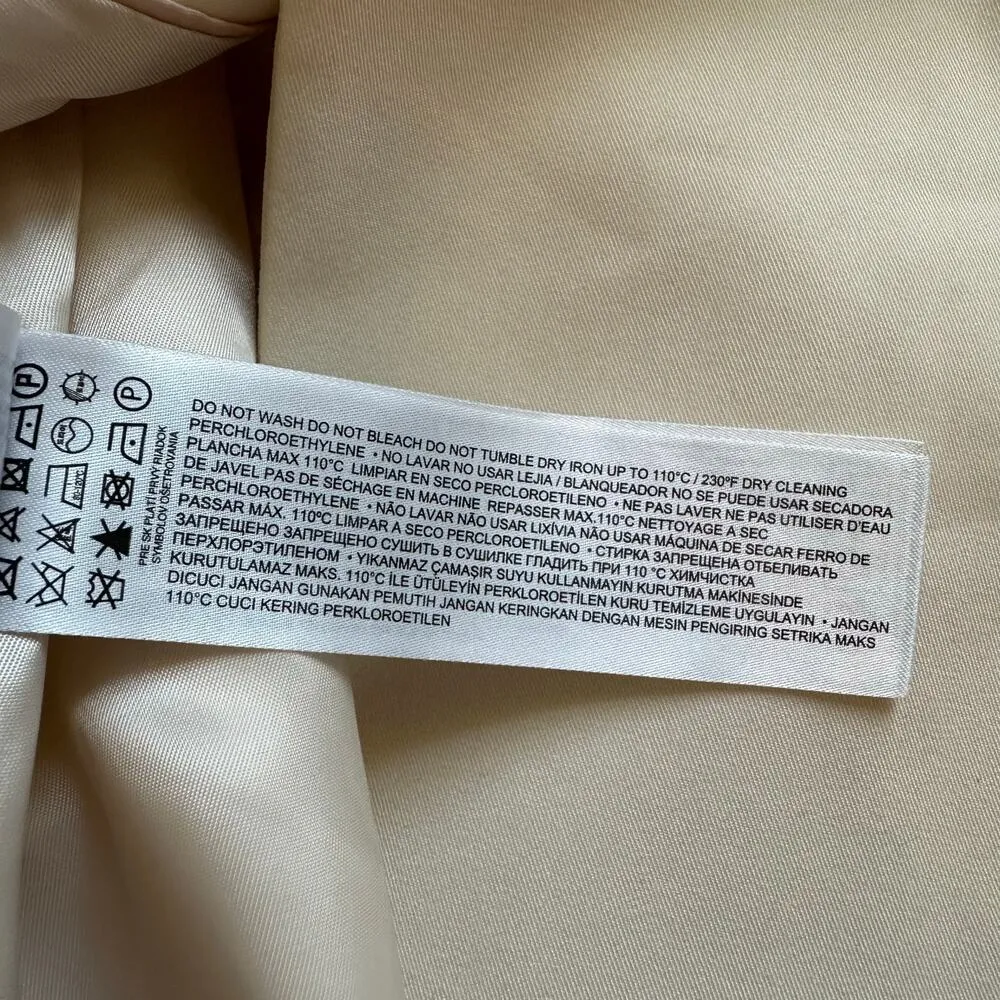 DO NOT WASH DO NOT BLEACH DO NOT TUMBLE DRY IRON UP TO 110°C / 230ºF DRY CLEANING
PERCHLOROETHYLENE • NO LAVAR NO USAR LEJIA / BLANQUEADOR NO SE PUEDE USAR SECADORA
PLANCHA MAX 110°C LIMPIAR EN SECO PERCLOROETILENO • NE PAS LAVER NE PAS UTILISER D'EAU
DE JAVEL PAS DE SÉCHAGE EN MACHINE REPASSER MAX.110°C NETTOYAGE A SEC
PERCHLOROETHYLENE • NÃO LAVAR NÃO USAR LIXÍVIA NÃO USAR MÁQUINA DE SECAR FERRO DE
PASSAR MÁX. 110ºC LIMPAR A SECO PERCLOROETILENO • СТИРКА ЗАПРЕЩЕНА ОТБЕЛИВАТЬ
ЗАПРЕЩЕНО ЗАПРЕЩЕНО СУШИТЬ В СУШИЛКЕ ГЛАДИТЬ ПРИ 110 °C ХИМЧИСТКА
ПЕРХЛОРЭТИЛЕНОМ • YIKANMAZ ÇAMAŞIR SUYU KULLANMAYIN KURUTMA MAKİNESİNDE
KURUTULAMAZ MAKS. 110°C İLE ÜTÜLEYİN PERKLOROETİLEN KURU TEMİZLEME UYGULAYIN • JANGAN
DICUCI JANGAN GUNAKAN PEMUTIH JANGAN KERINGKAN DENGAN MESIN PENGIRING SETRIKA MAKS
110°C CUCI KERING PERKLOROETILEN
PRE SK PLATÍ PRVÝ RIADOK
SYMBOLOV OŠETROVANIA
P
P